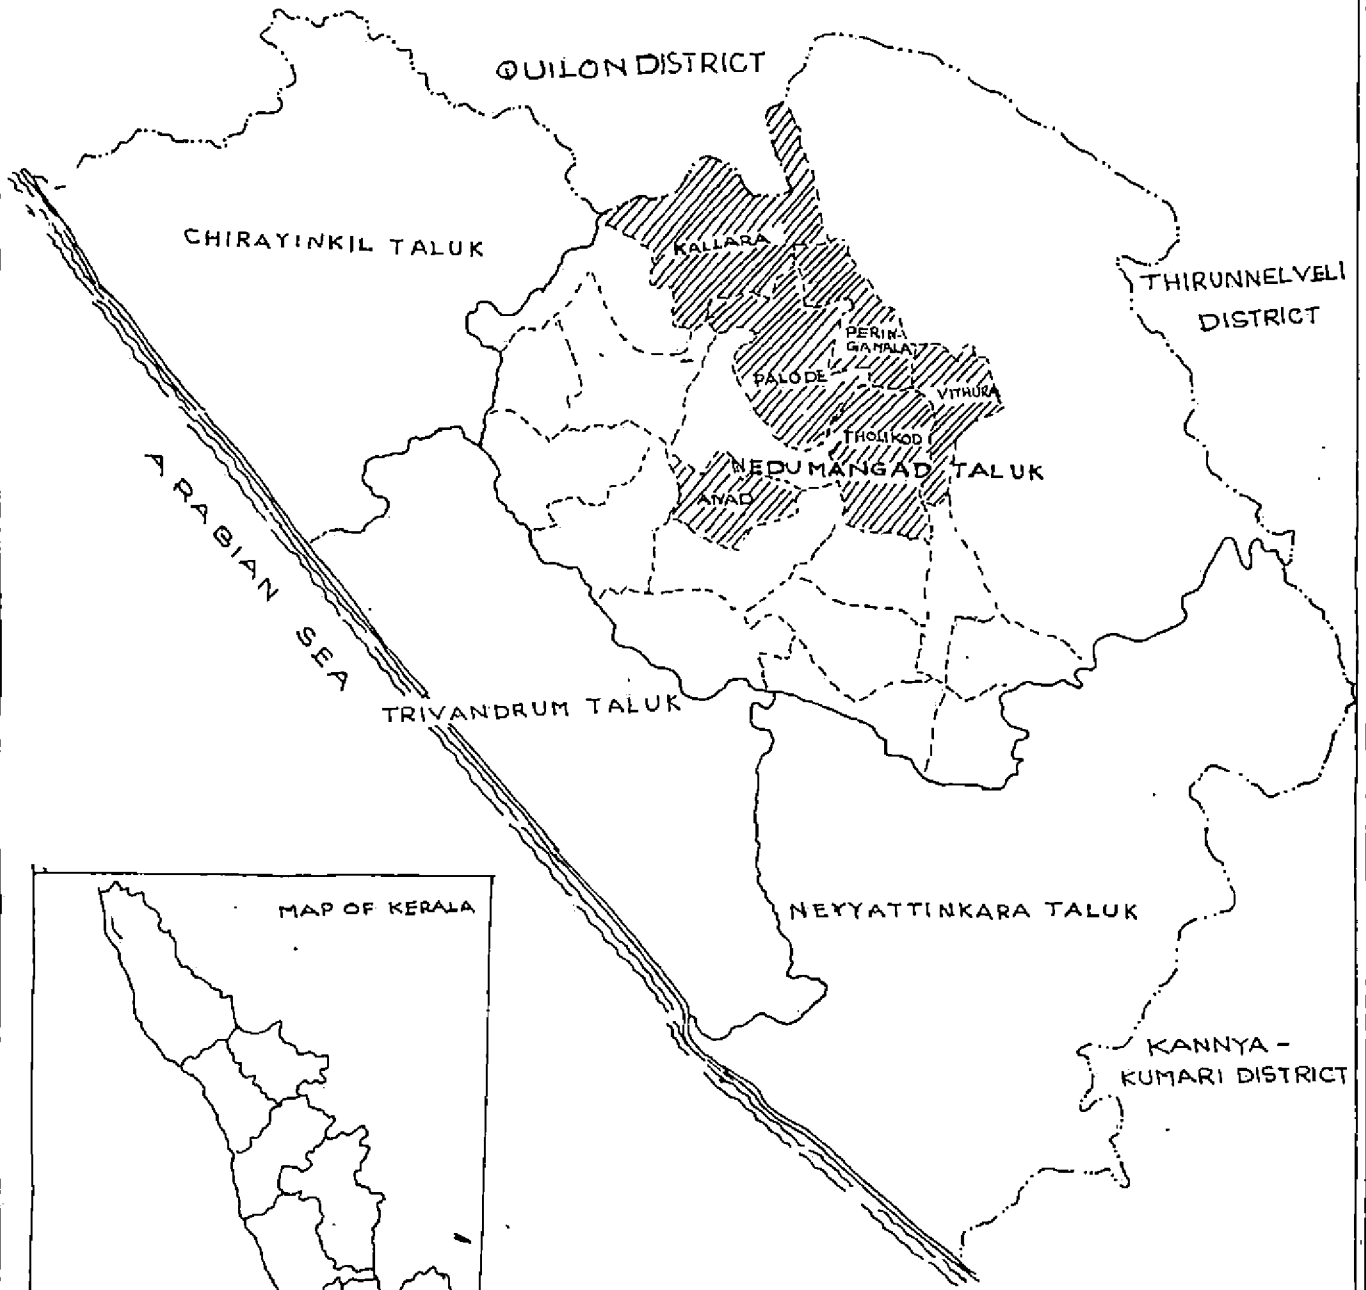 QUILON DISTRICT
CHIRAYINKIL TALUK
KALLARA
THIRUNNELVELI
DISTRICT
PERIN-
GAMALA
PALODE
VITHURA
THOLIKOD
NEDUMANGAD TALUK
ANAD
ARABIAN SEA
TRIVANDRUM TALUK
MAP OF KERALA
NEYYATTINKARA TALUK
KANNYA-
KUMARI DISTRICT